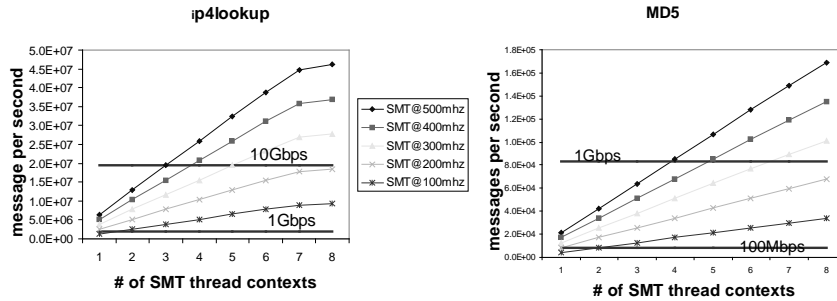 ip4lookup
message per second
5.0E+07
4.5E+07
4.0E+07
3.5E+07
3.0E+07
2.5E+07
2.0E+07
1.5E+07
1.0E+07
5.0E+06
0.0E+00
10Gbps
1Gbps
1 2 3 4 5 6 7 8
# of SMT thread contexts
SMT@500mhz
SMT@400mhz
SMT@300mhz
SMT@200mhz
SMT@100mhz
MD5
messages per second
1.8E+05
1.6E+05
1.4E+05
1.2E+05
1.0E+05
8.0E+04
6.0E+04
4.0E+04
2.0E+04
0.0E+00
1Gbps
100Mbps
1 2 3 4 5 6 7 8
# of SMT thread contexts